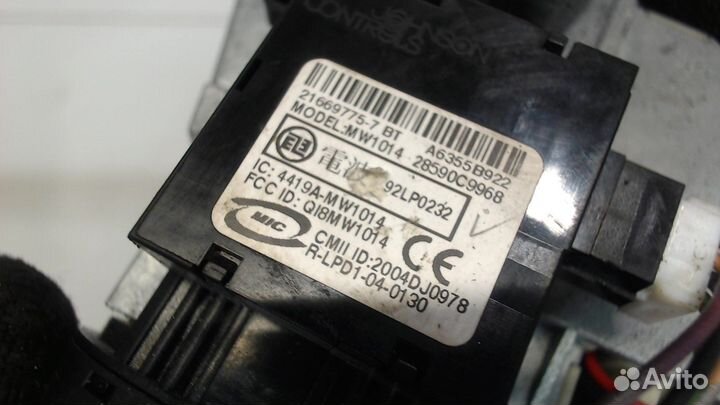 JOHNSON
CONTROLS
21669775-7 BT A6355B922
MODEL:MW1014 28590C9968
電波 92LP0232
IC: 4419A-MW1014
FCC ID: QI8MW1014
MIC CE
CMII ID:2004DJ0978
R-LPD1-04-0130
Avito